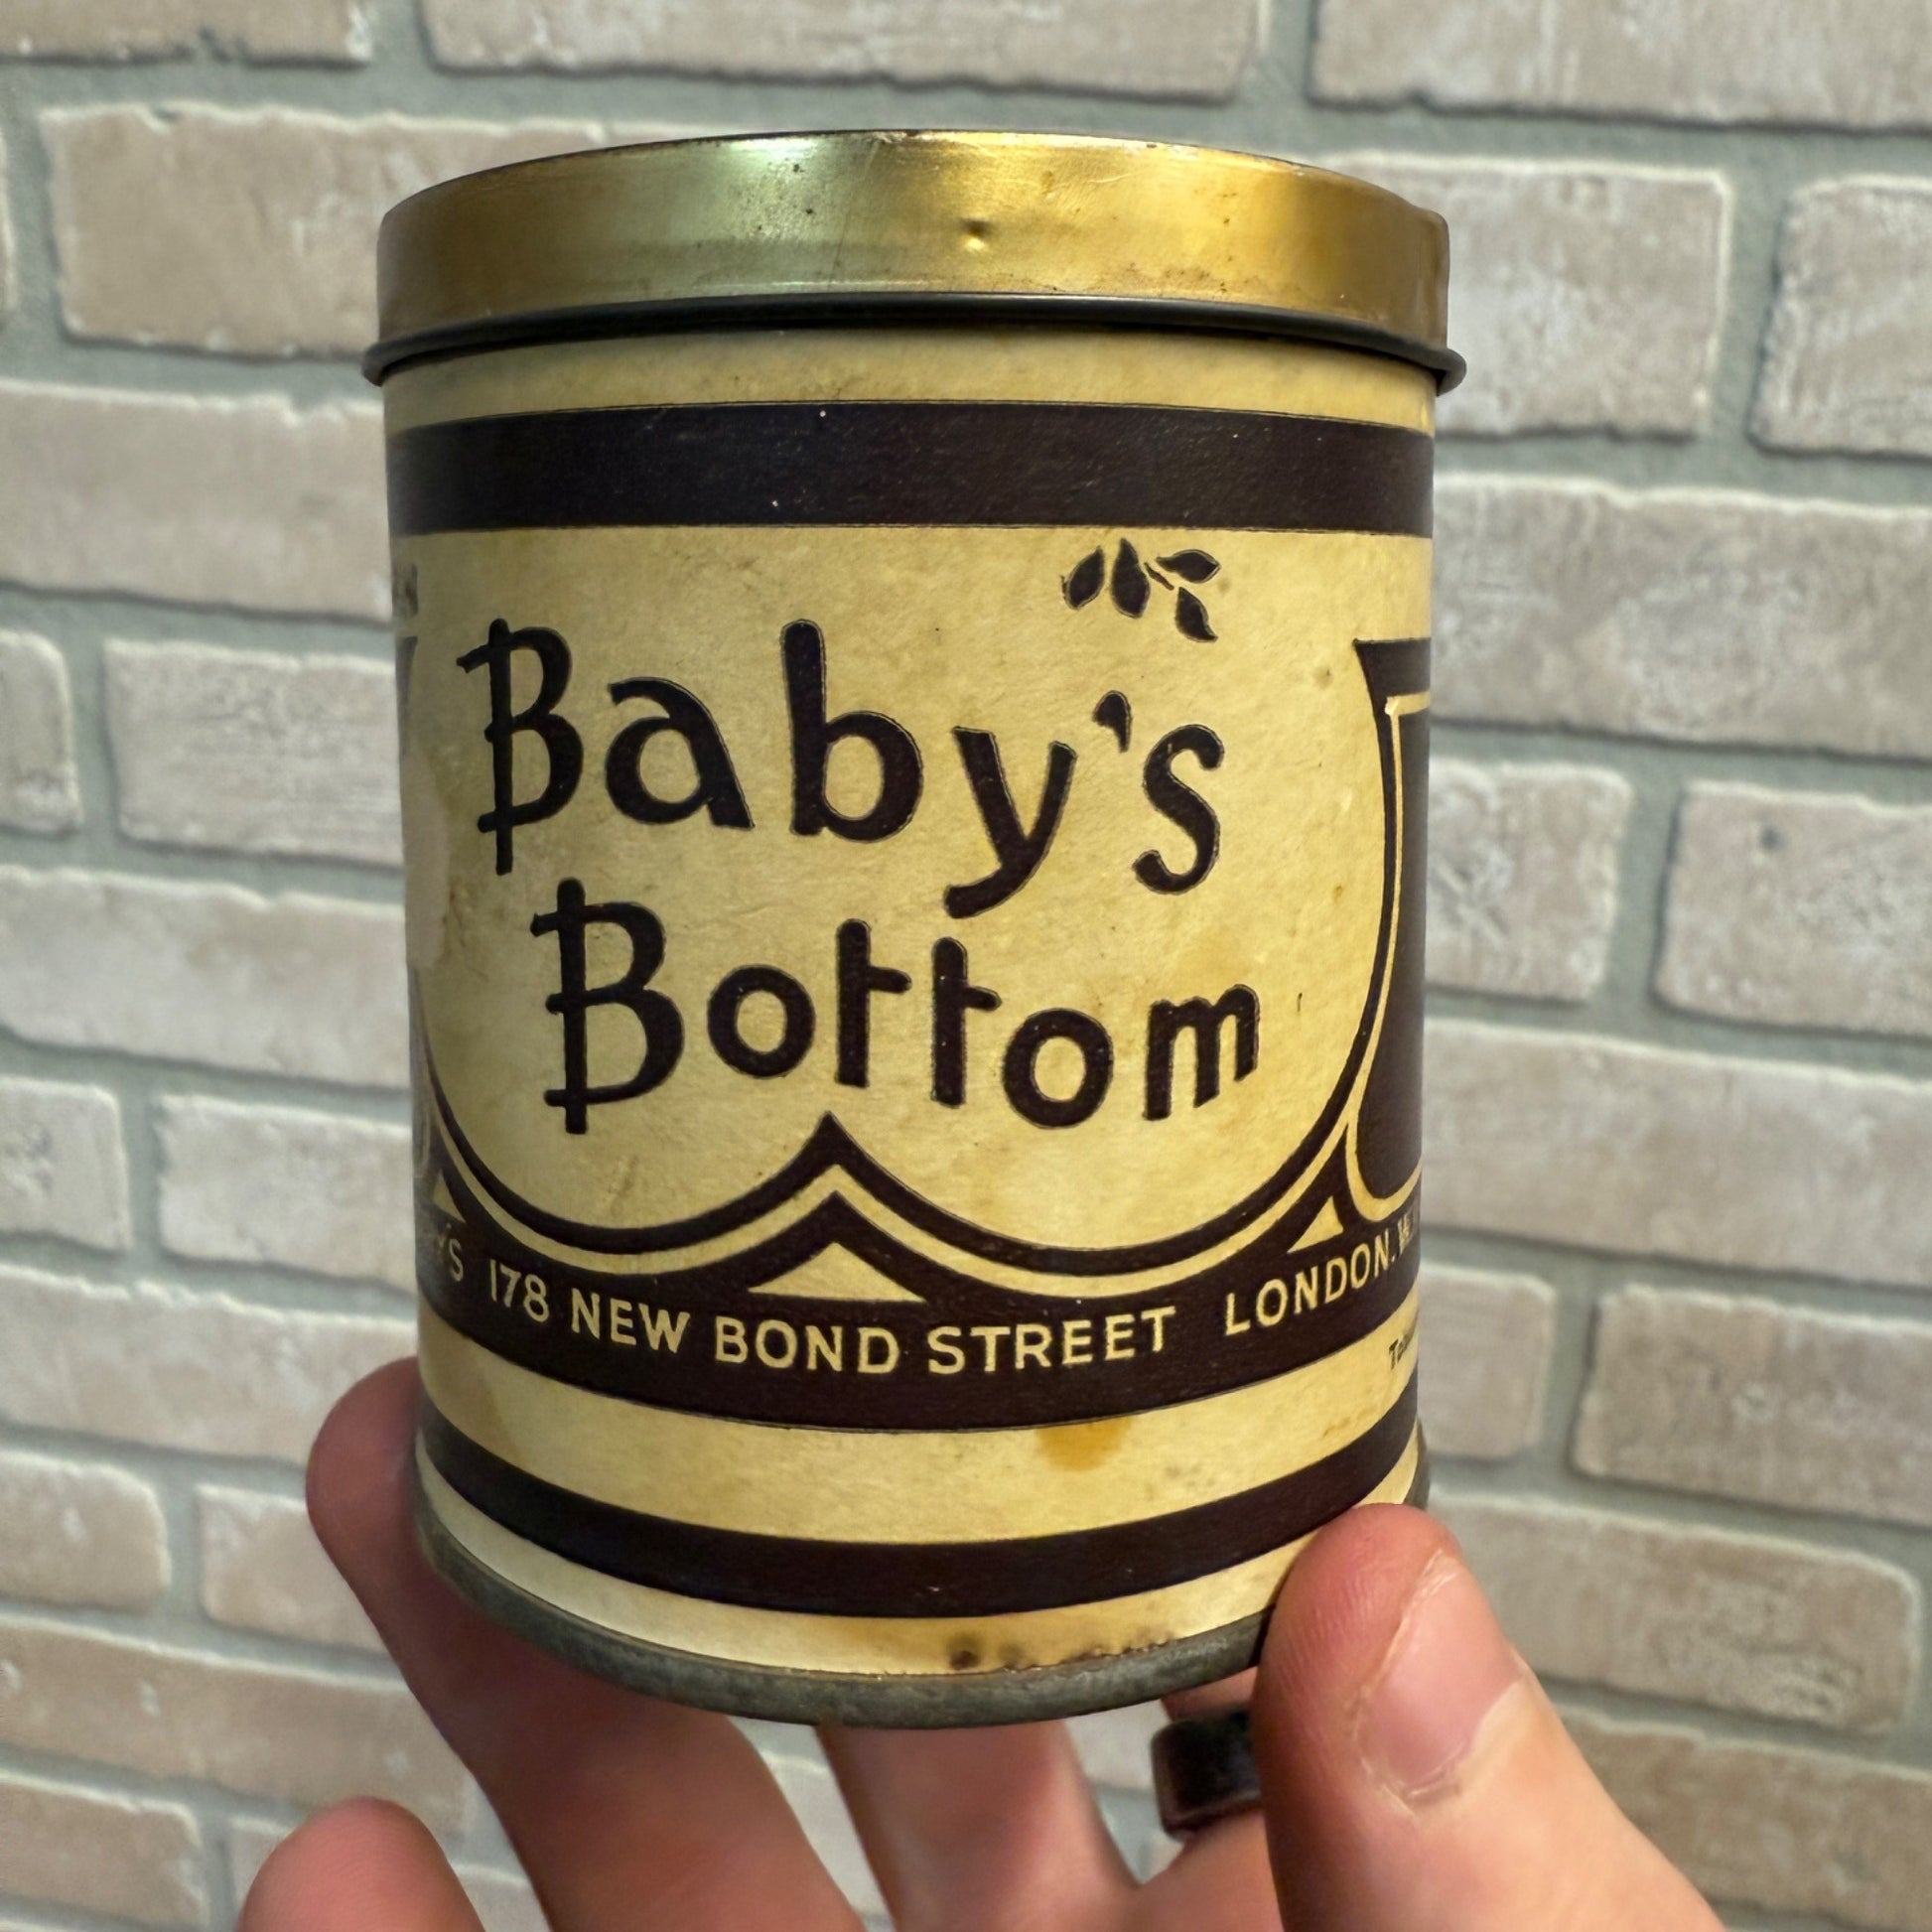 Baby's
Bottom
178 NEW BOND STREET LONDON. W.